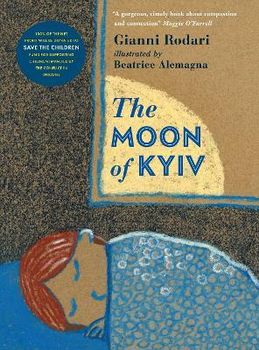 "A gorgeous, timely book about compassion
and connection" Maggie O'Farrell
Gianni Rodari
illustrated by
Beatrice Alemagna
SAVE THE CHILDREN
The
MOON
of KYIV